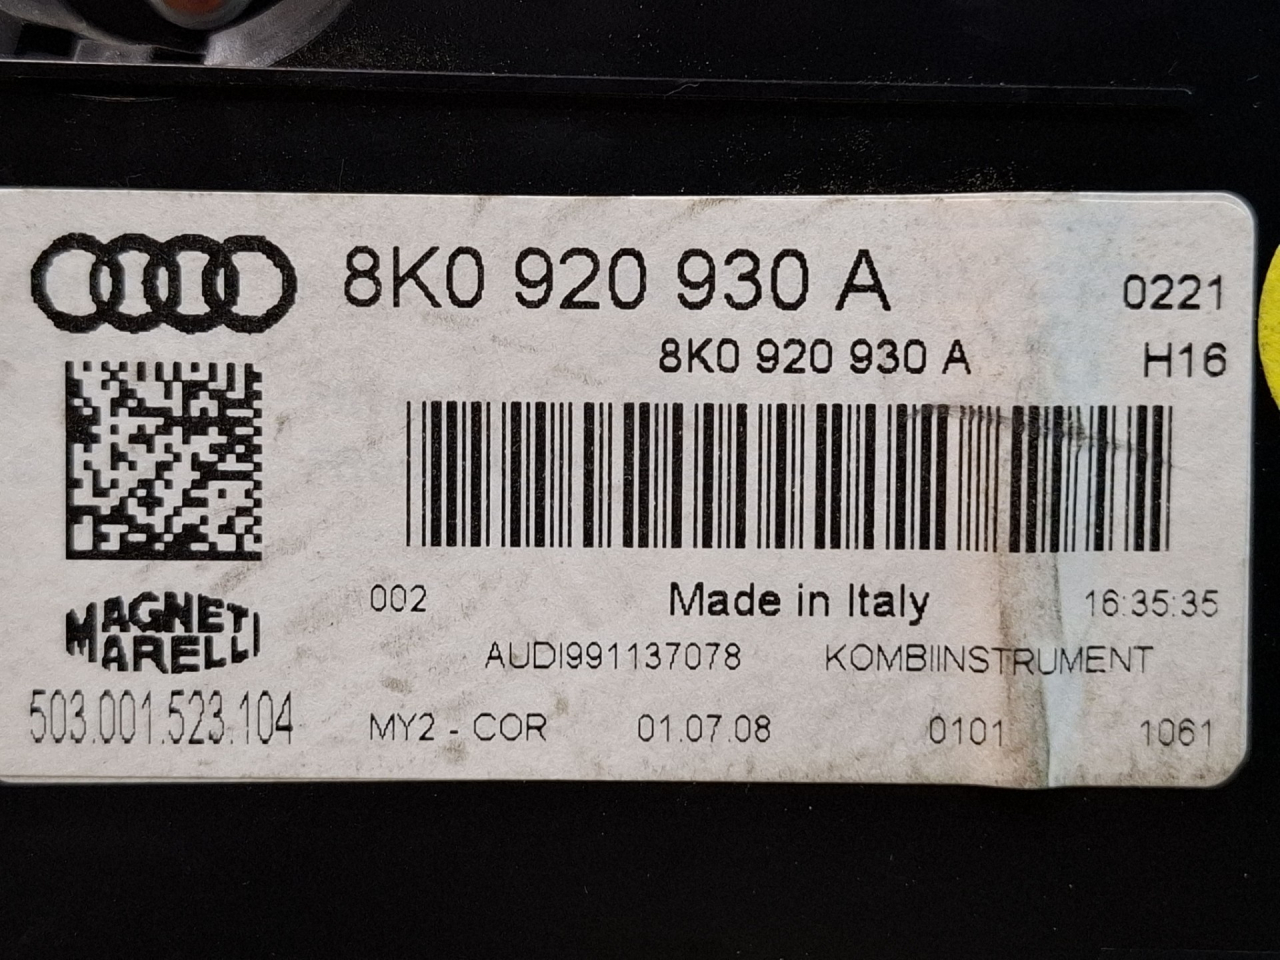 8K0 920 930 A 0221
8K0 920 930 A H16
002 Made in Italy 16:35:35
MAGNETI
MARELLI
AUDI991137078 KOMBIINSTRUMENT
503.001.523.104
MY2 - COR 01.07.08 0101 1061